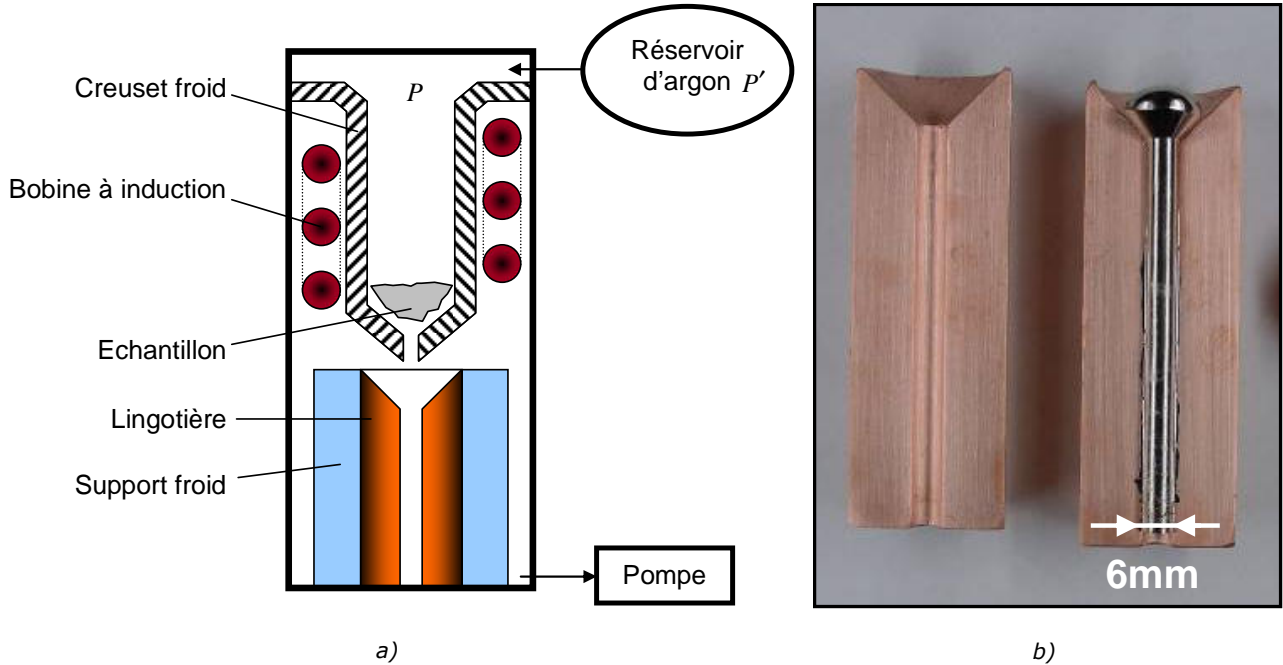 Réservoir
d'argon P'
P
Creuset froid
Bobine à induction
Echantillon
Lingotière
Support froid
Pompe
6mm
a)
b)